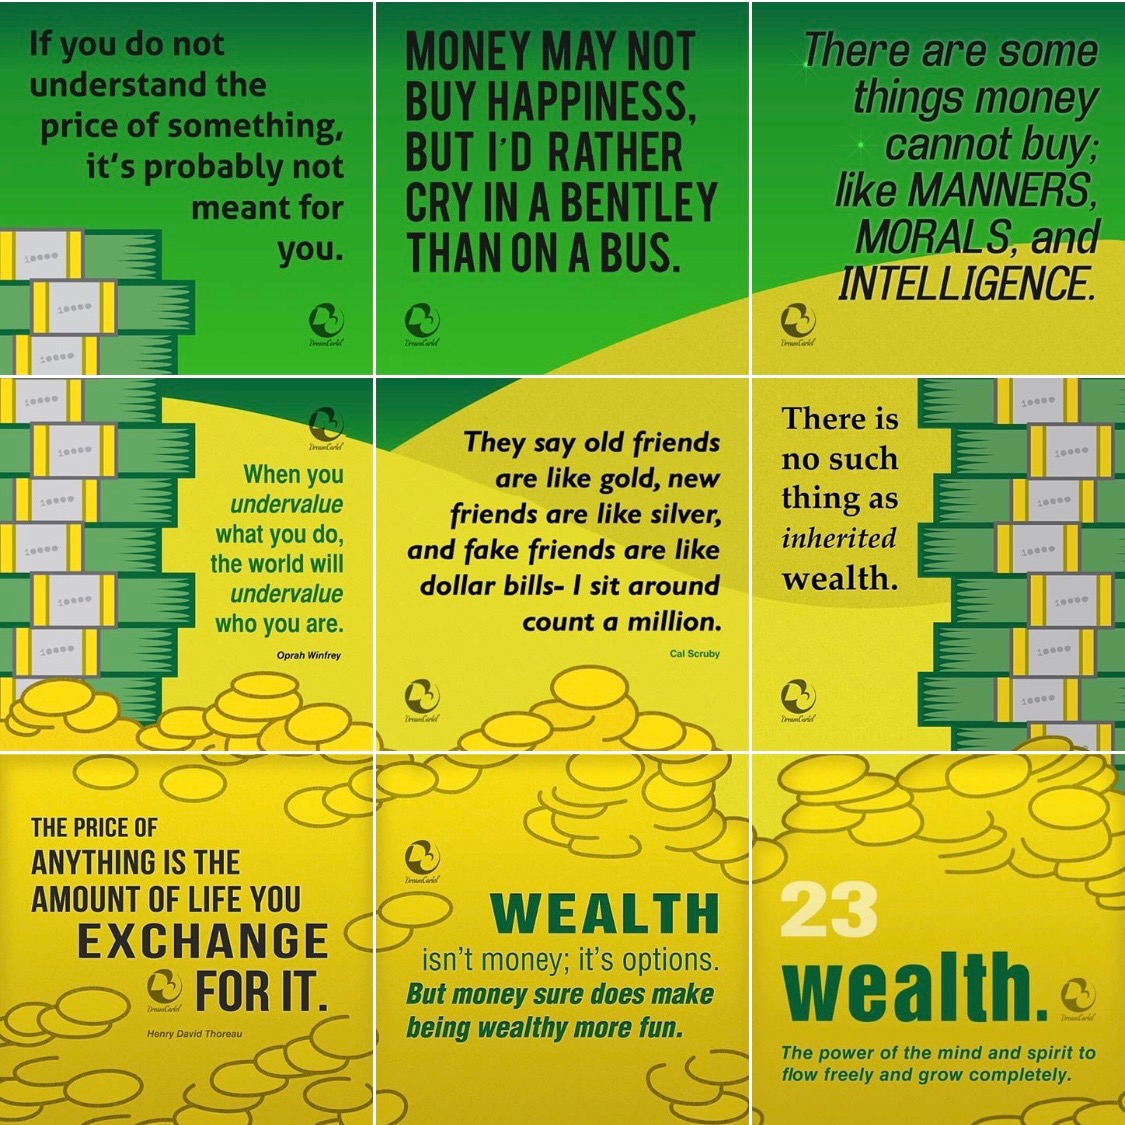 If you do not
understand the
price of something,
it's probably not
meant for
you.
10000
10000
10000
DreamCartel
MONEY MAY NOT
BUY HAPPINESS,
BUT I'D RATHER
CRY IN A BENTLEY
THAN ON A BUS.
DreamCartel
There are some
things money
cannot buy;
like MANNERS,
MORALS, and
INTELLIGENCE.
DreamCartel
10000
10000
10000
10000
10000
10000
DreamCartel
When you
undervalue
what you do,
the world will
undervalue
who you are.
Oprah Winfrey
They say old friends
are like gold, new
friends are like silver,
and fake friends are like
dollar bills- I sit around
count a million.
Cal Scruby
DreamCartel
There is
no such
thing as
inherited
wealth.
DreamCartel
10000
10000
10000
10000
10000
10000
10000
THE PRICE OF
ANYTHING IS THE
AMOUNT OF LIFE YOU
EXCHANGE
FOR IT.
DreamCartel
Henry David Thoreau
DreamCartel
WEALTH
isn't money; it's options.
But money sure does make
being wealthy more fun.
23
wealth.
DreamCartel
The power of the mind and spirit to
flow freely and grow completely.